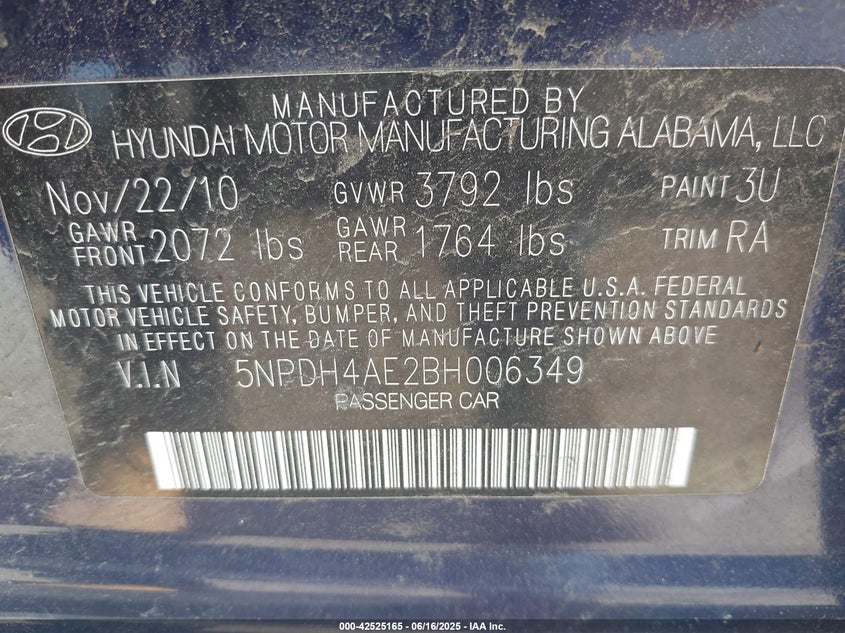 MANUFACTURED BY
HYUNDAI MOTOR MANUFACTURING ALABAMA, LLC
Nov/22/10 GVWR 3792 lbs PAINT 3U
GAWR FRONT 2072 lbs GAWR REAR 1764 lbs TRIM RA
THIS VEHICLE CONFORMS TO ALL APPLICABLE U.S.A. FEDERAL
MOTOR VEHICLE SAFETY, BUMPER, AND THEFT PREVENTION STANDARDS
IN EFFECT ON THE DATE OF MANUFACTURE SHOWN ABOVE
V.I.N 5NPDH4AE2BH006349
PASSENGER CAR
000-42525165 - 06/16/2025 - IAA Inc.